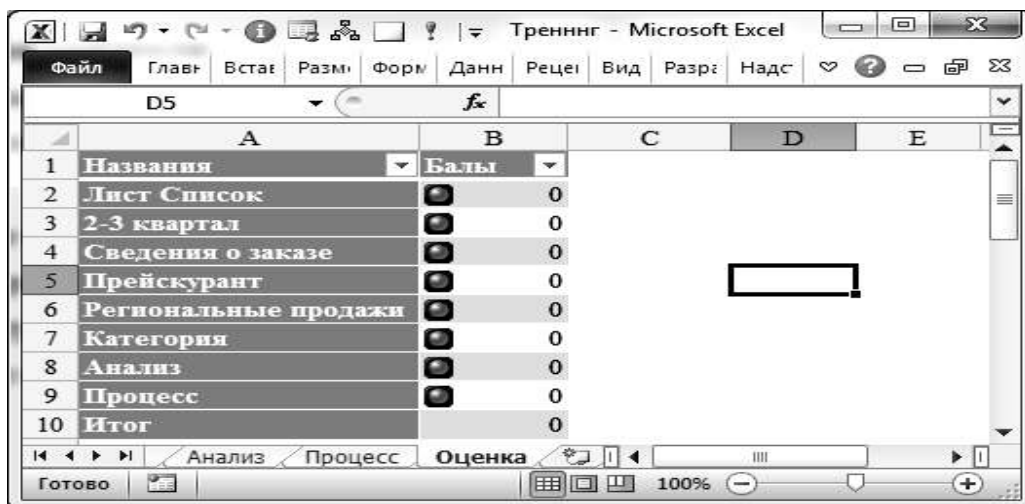 Тренннг - Microsoft Excel
Файл Главн Встав Разм Форм Данн Рецен Вид Разра Надс
D5 fx
A B C D E
1 Названия Балы
2 Лист Список 0
3 2-3 квартал 0
4 Сведения о заказе 0
5 Прейскурант 0
6 Региональные продажи 0
7 Категория 0
8 Анализ 0
9 Процесс 0
10 Итог 0
Анализ Процесс Оценка
Готово 100%